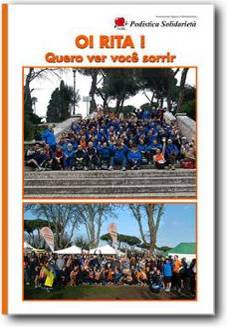 Podistica Solidarietà
OI RITA !
Quero ver você sorrir